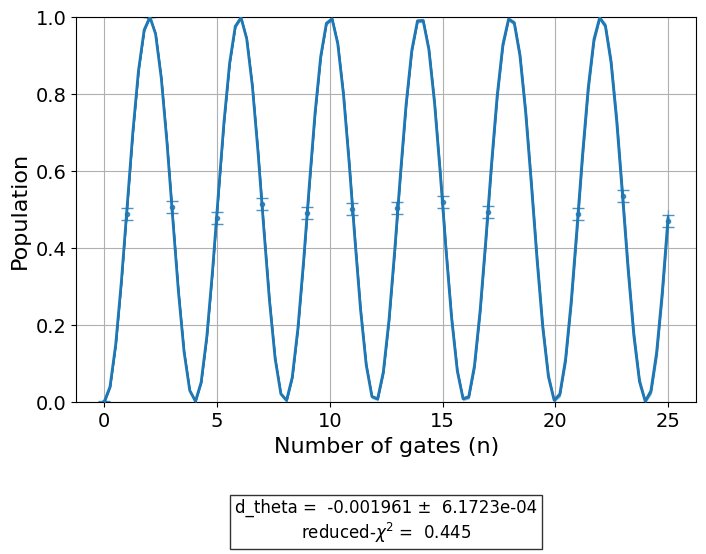 Population
1.0
0.8
0.6
0.4
0.2
0.0
0 5 10 15 20 25
Number of gates (n)
d_theta = -0.001961 ± 6.1723e-04
reduced-χ² = 0.445